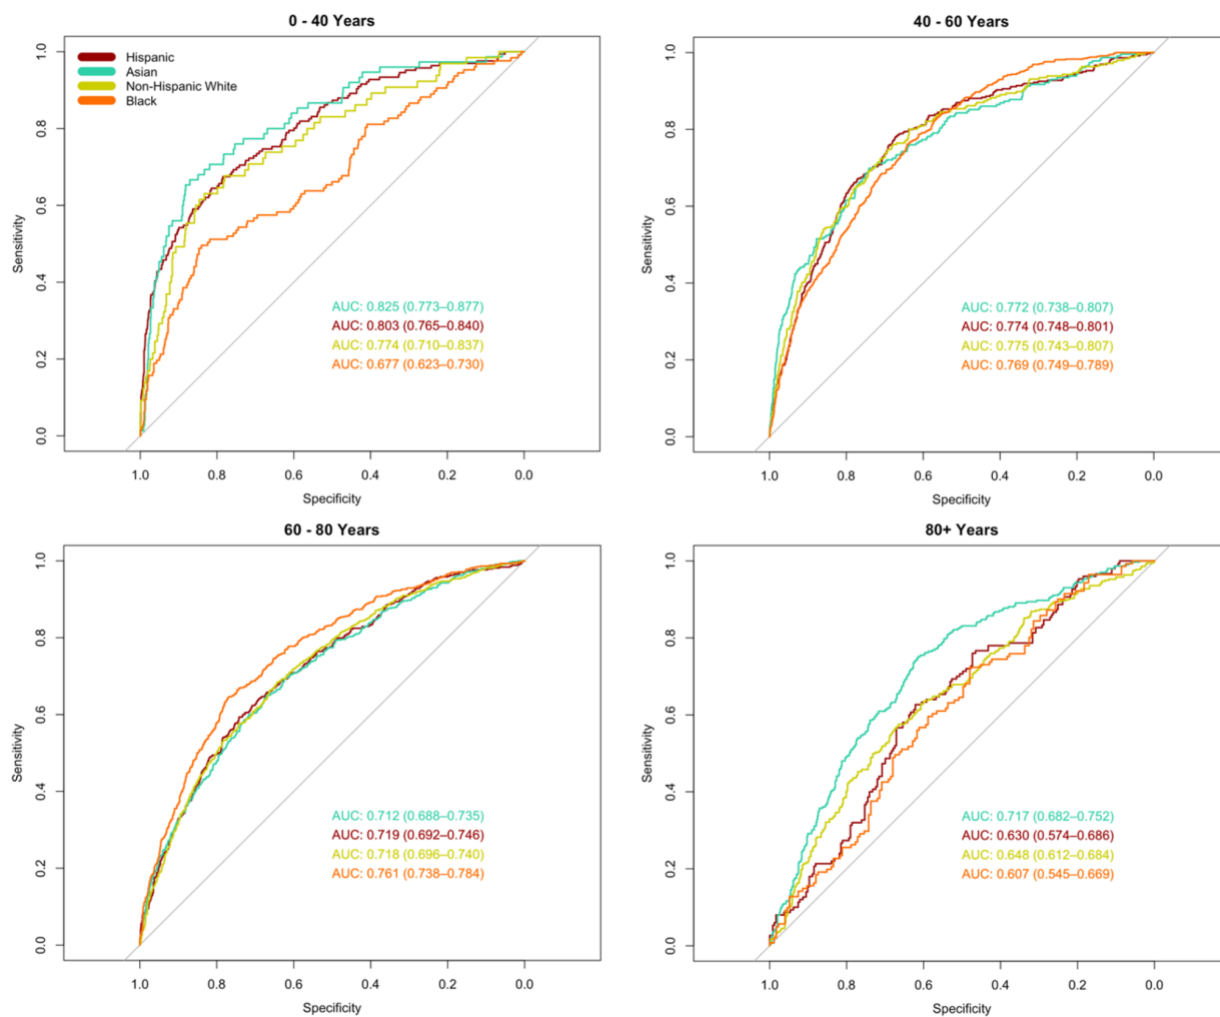 0 - 40 Years
Hispanic
Asian
Non-Hispanic White
Black
1.0
0.8
0.6
0.4
0.2
0.0
Sensitivity
AUC: 0.825 (0.773–0.877)
AUC: 0.803 (0.765–0.840)
AUC: 0.774 (0.710–0.837)
AUC: 0.677 (0.623–0.730)
1.0 0.8 0.6 0.4 0.2 0.0
Specificity
40 - 60 Years
1.0
0.8
0.6
0.4
0.2
0.0
Sensitivity
AUC: 0.772 (0.738–0.807)
AUC: 0.774 (0.748–0.801)
AUC: 0.775 (0.743–0.807)
AUC: 0.769 (0.749–0.789)
1.0 0.8 0.6 0.4 0.2 0.0
Specificity
60 - 80 Years
1.0
0.8
0.6
0.4
0.2
0.0
Sensitivity
AUC: 0.712 (0.688–0.735)
AUC: 0.719 (0.692–0.746)
AUC: 0.718 (0.696–0.740)
AUC: 0.761 (0.738–0.784)
1.0 0.8 0.6 0.4 0.2 0.0
Specificity
80+ Years
1.0
0.8
0.6
0.4
0.2
0.0
Sensitivity
AUC: 0.717 (0.682–0.752)
AUC: 0.630 (0.574–0.686)
AUC: 0.648 (0.612–0.684)
AUC: 0.607 (0.545–0.669)
1.0 0.8 0.6 0.4 0.2 0.0
Specificity